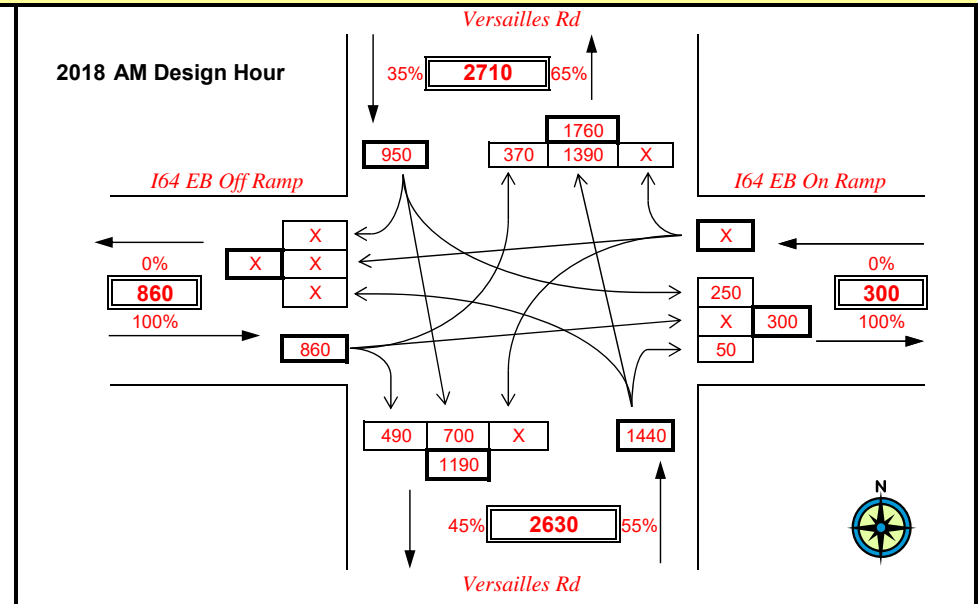 Versailles Rd
2018 AM Design Hour
35% 2710 65%
1760
950 370 1390 X
I64 EB Off Ramp I64 EB On Ramp
X X
0% X X 0%
860 X 250 300
100% X 300 100%
860 50
490 700 X 1440
1190
N
45% 2630 55%
Versailles Rd